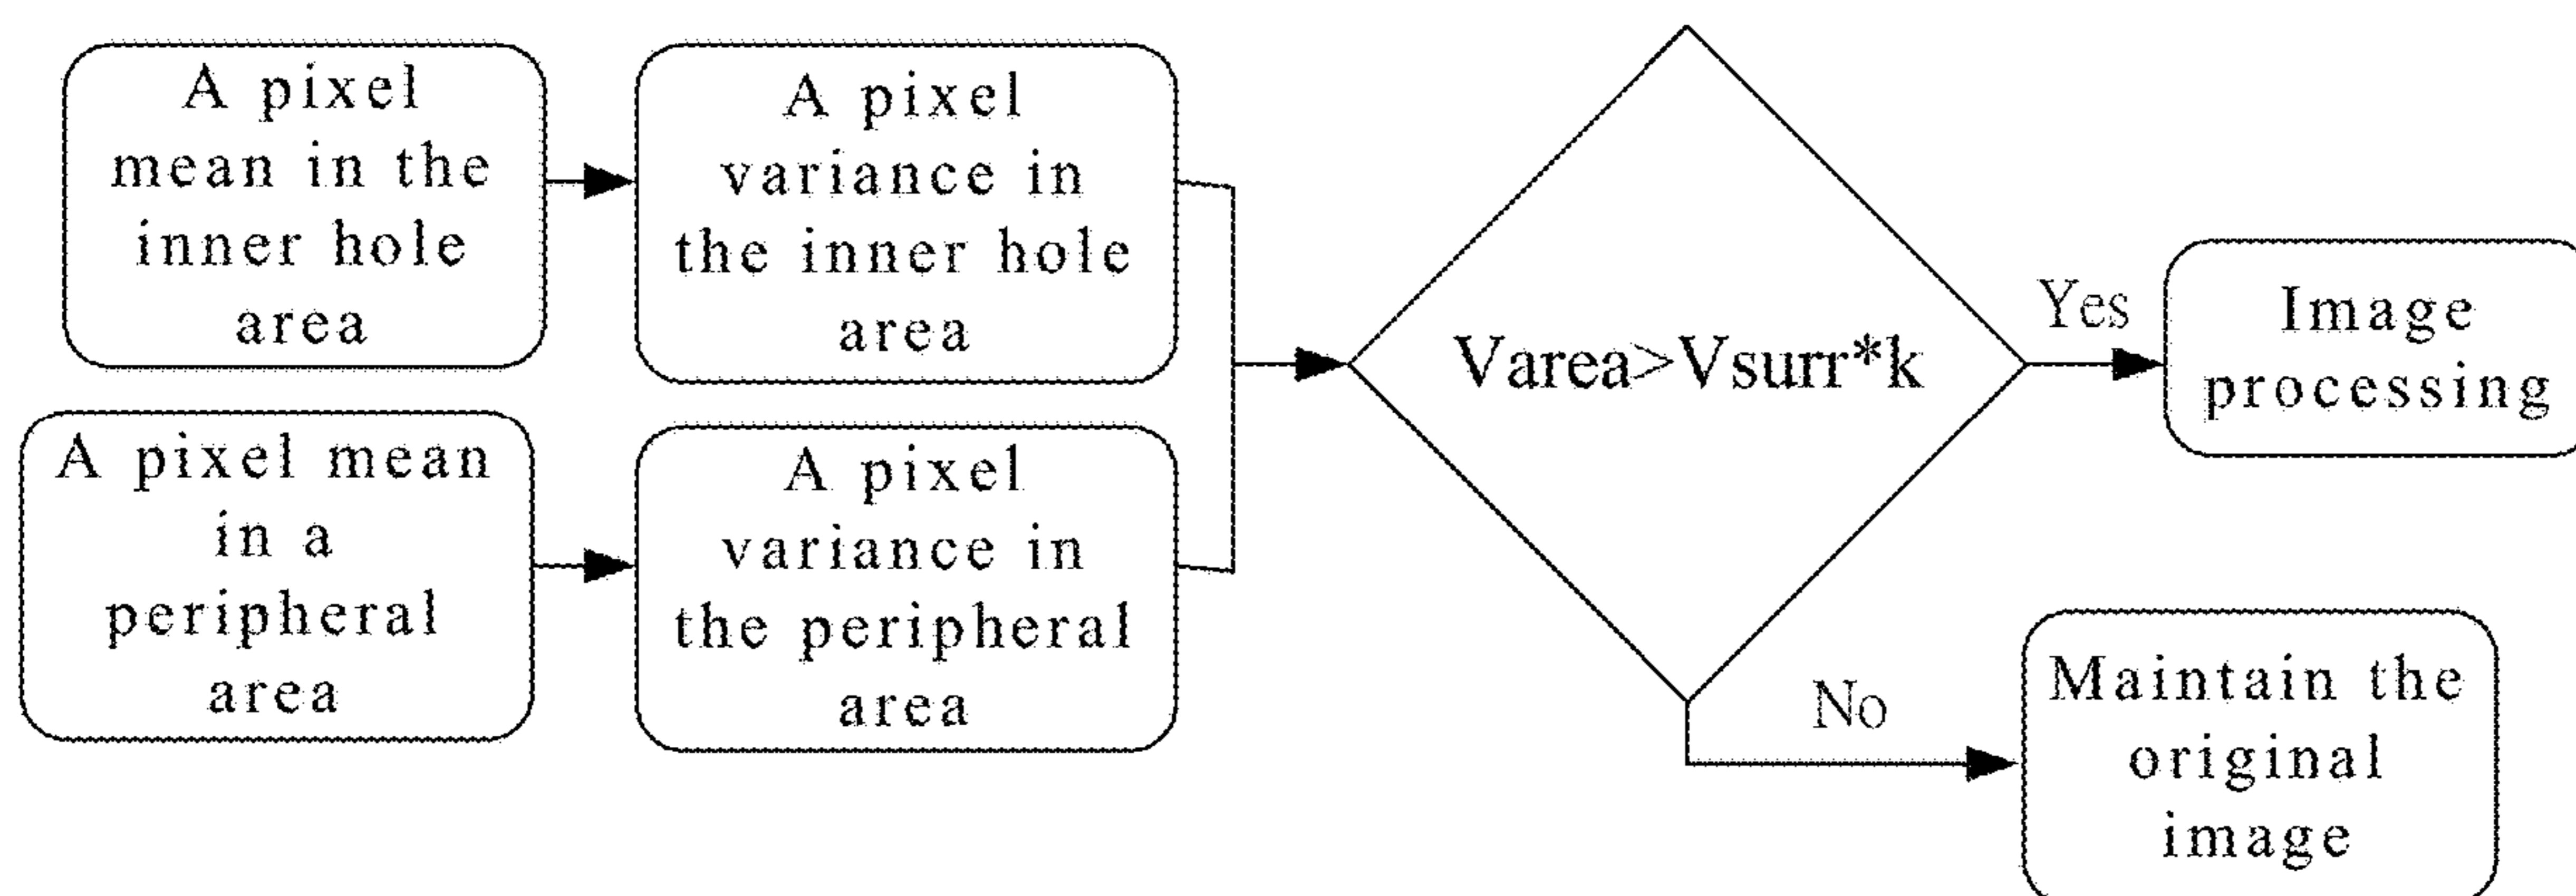 A pixel
mean in the
inner hole
area
A pixel
variance in
the inner hole
area
A pixel mean
in a
peripheral
area
A pixel
variance in
the peripheral
area
Varea>Vsurr*k
Yes
Image
processing
No
Maintain the
original
image